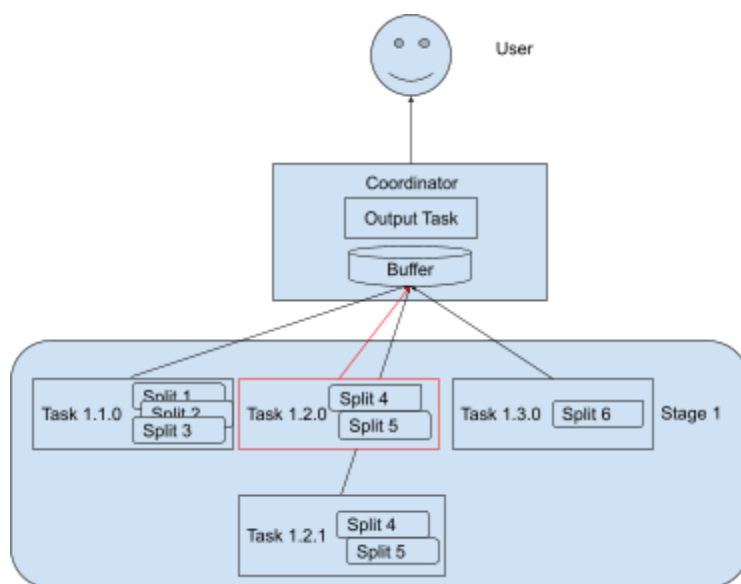 User
Coordinator
Output Task
Buffer
Task 1.1.0
Split 1
Split 2
Split 3
Task 1.2.0
Split 4
Split 5
Task 1.3.0
Split 6
Stage 1
Task 1.2.1
Split 4
Split 5